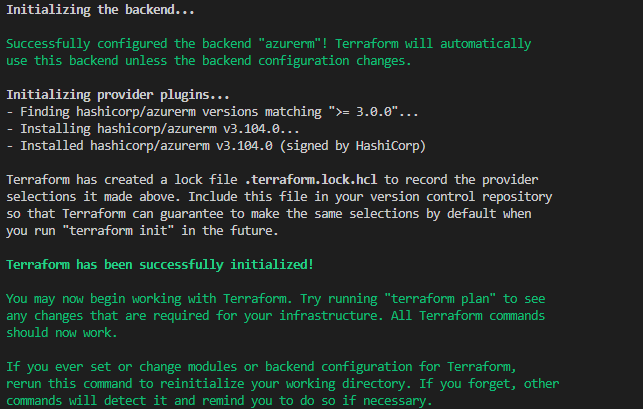 Initializing the backend...
Successfully configured the backend "azurerm"! Terraform will automatically
use this backend unless the backend configuration changes.
Initializing provider plugins...
- Finding hashicorp/azurerm versions matching ">= 3.0.0"...
- Installing hashicorp/azurerm v3.104.0...
- Installed hashicorp/azurerm v3.104.0 (signed by HashiCorp)
Terraform has created a lock file .terraform.lock.hcl to record the provider
selections it made above. Include this file in your version control repository
so that Terraform can guarantee to make the same selections by default when
you run "terraform init" in the future.
Terraform has been successfully initialized!
You may now begin working with Terraform. Try running "terraform plan" to see
any changes that are required for your infrastructure. All Terraform commands
should now work.
If you ever set or change modules or backend configuration for Terraform,
rerun this command to reinitialize your working directory. If you forget, other
commands will detect it and remind you to do so if necessary.